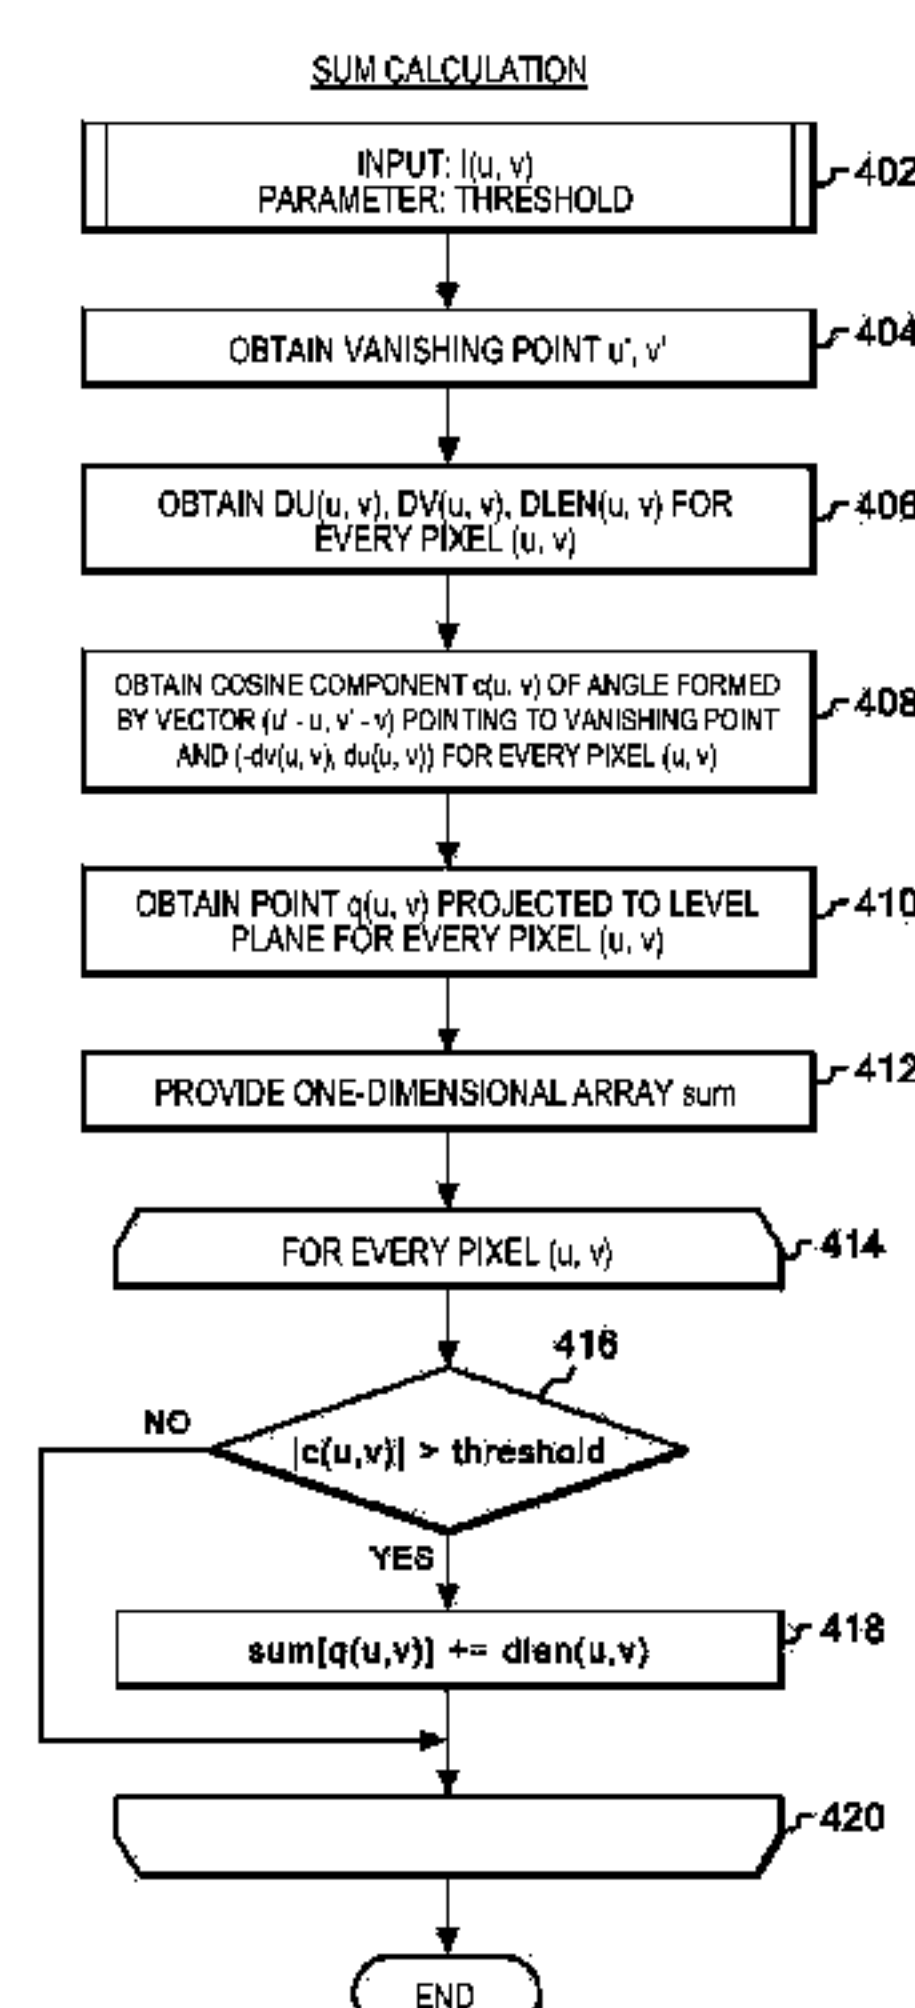 SUM CALCULATION
INPUT: I(u, v)
PARAMETER: THRESHOLD
402
OBTAIN VANISHING POINT u', v'
404
OBTAIN DU(u, v), DV(u, v), DLEN(u, v) FOR
EVERY PIXEL (u, v)
406
OBTAIN COSINE COMPONENT c(u, v) OF ANGLE FORMED
BY VECTOR (u' - u, v' - v) POINTING TO VANISHING POINT
AND (-dv(u, v), du(u, v)) FOR EVERY PIXEL (u, v)
408
OBTAIN POINT q(u, v) PROJECTED TO LEVEL
PLANE FOR EVERY PIXEL (u, v)
410
PROVIDE ONE-DIMENSIONAL ARRAY sum
412
FOR EVERY PIXEL (u, v)
414
416
NO
|c(u,v)| > threshold
YES
sum[q(u,v)] += dlen(u,v)
418
420
END